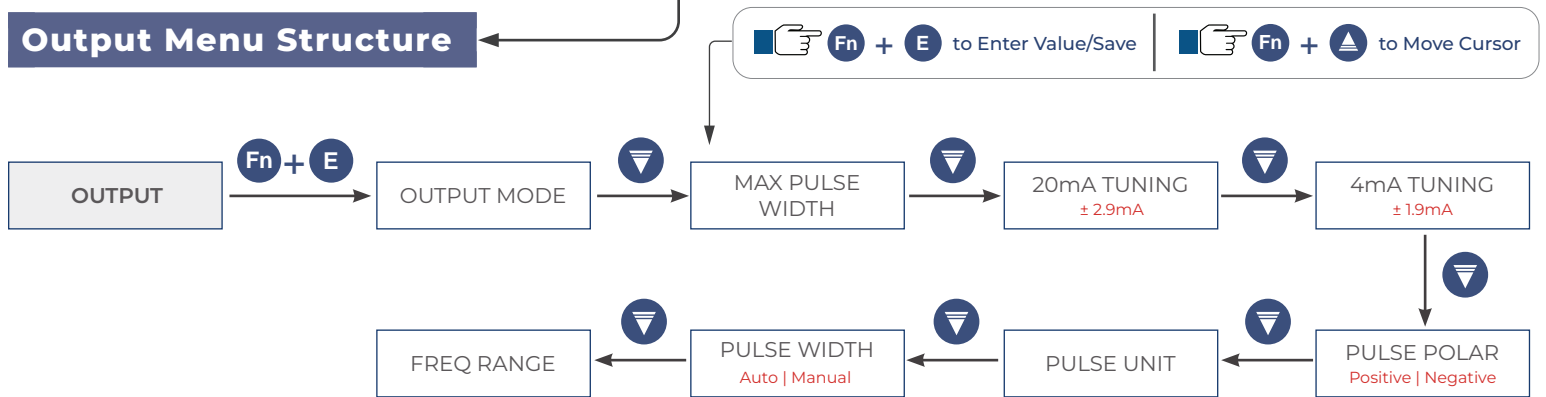 Output Menu Structure
Fn + E to Enter Value/Save
Fn + to Move Cursor
OUTPUT
Fn + E
OUTPUT MODE
MAX PULSE
WIDTH
20mA TUNING
± 2.9mA
4mA TUNING
± 1.9mA
PULSE POLAR
Positive | Negative
PULSE UNIT
PULSE WIDTH
Auto | Manual
FREQ RANGE